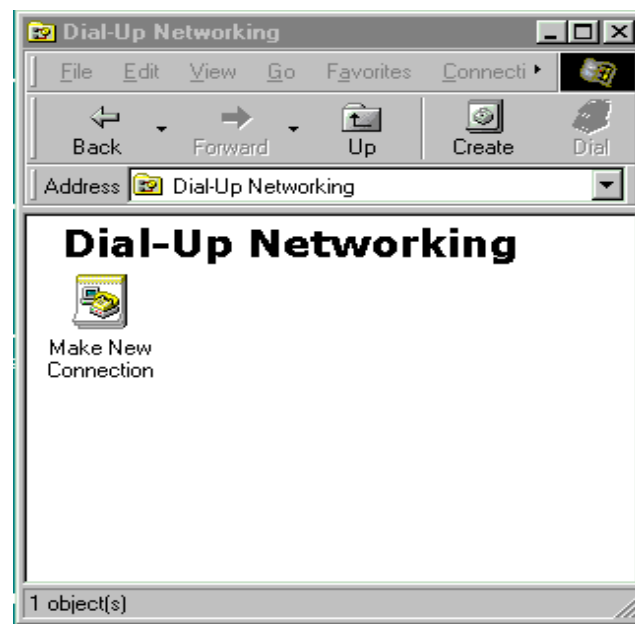 Dial-Up Networking
File Edit View Go Favorites Connecti
Back Forward Up Create Dial
Address Dial-Up Networking
Dial-Up Networking
Make New
Connection
1 object(s)